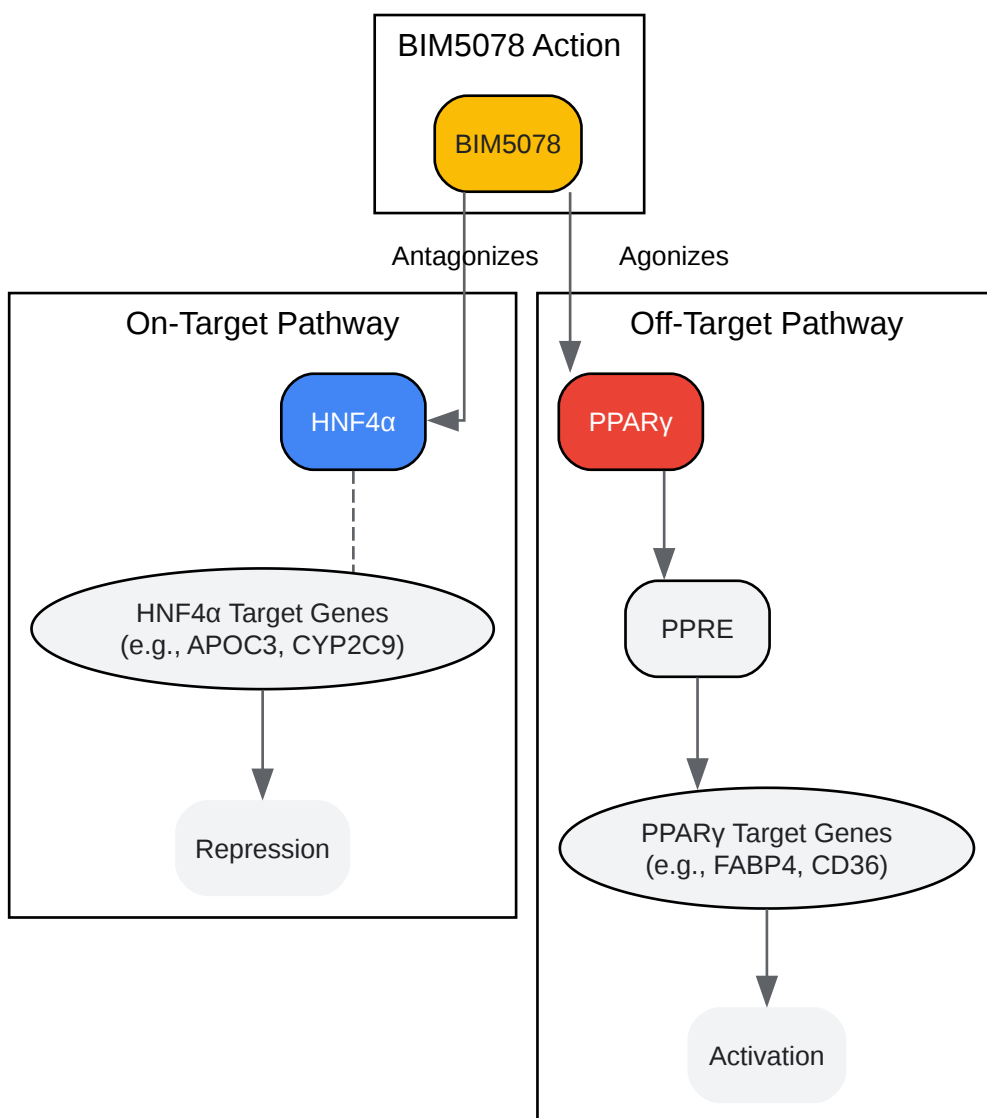 BIM5078 Action
BIM5078
Antagonizes
Agonizes
On-Target Pathway
HNF4α
HNF4α Target Genes
(e.g., APOC3, CYP2C9)
Repression
Off-Target Pathway
PPARγ
PPRE
PPARγ Target Genes
(e.g., FABP4, CD36)
Activation